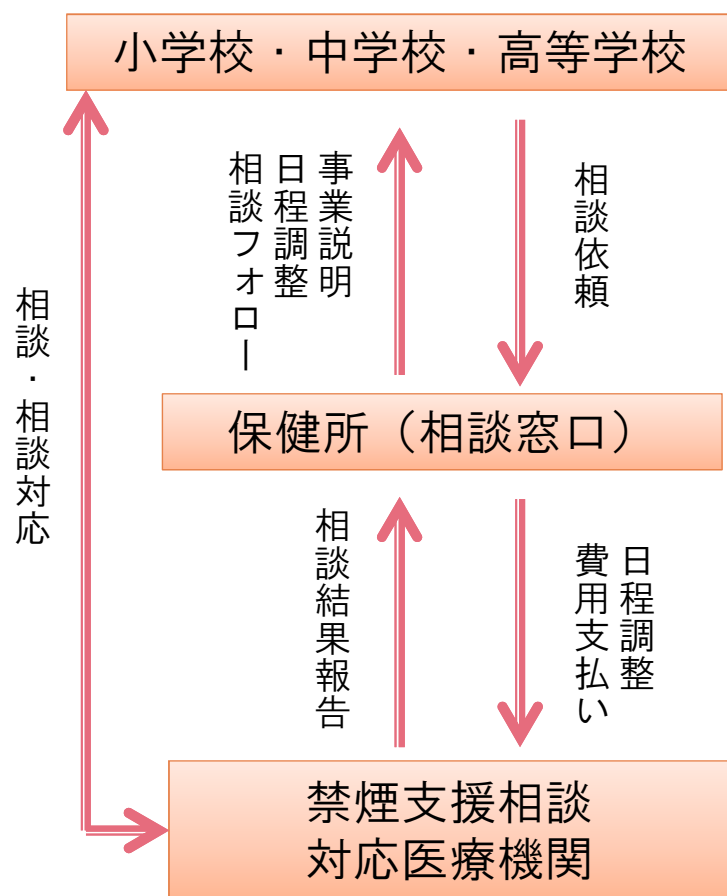 小学校・中学校・高等学校
事業説明
日程調整
相談フォロー
相談依頼
相談・相談対応
保健所（相談窓口）
相談結果報告
日程調整
費用支払い
禁煙支援相談
対応医療機関